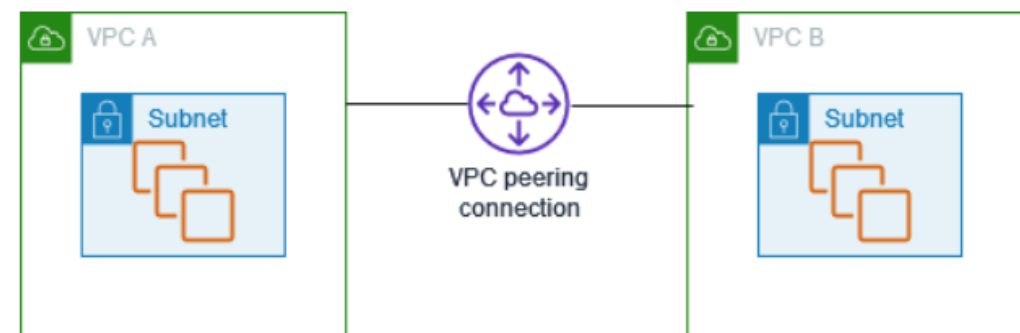 VPC A
VPC B
Subnet
Subnet
VPC peering
connection